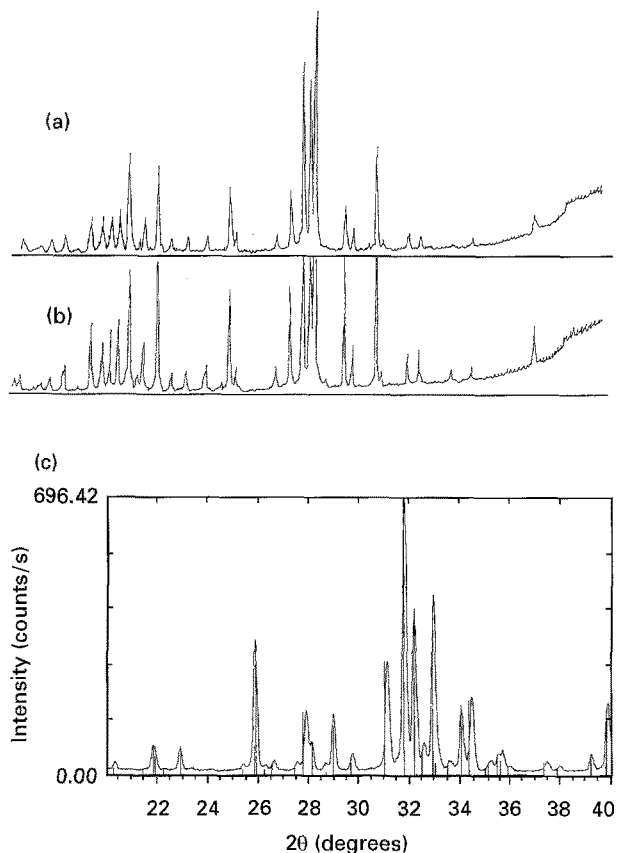 (a)
(b)
(c)
696.42
Intensity (counts/s)
0.00
22 24 26 28 30 32 34 36 38 40
2θ (degrees)